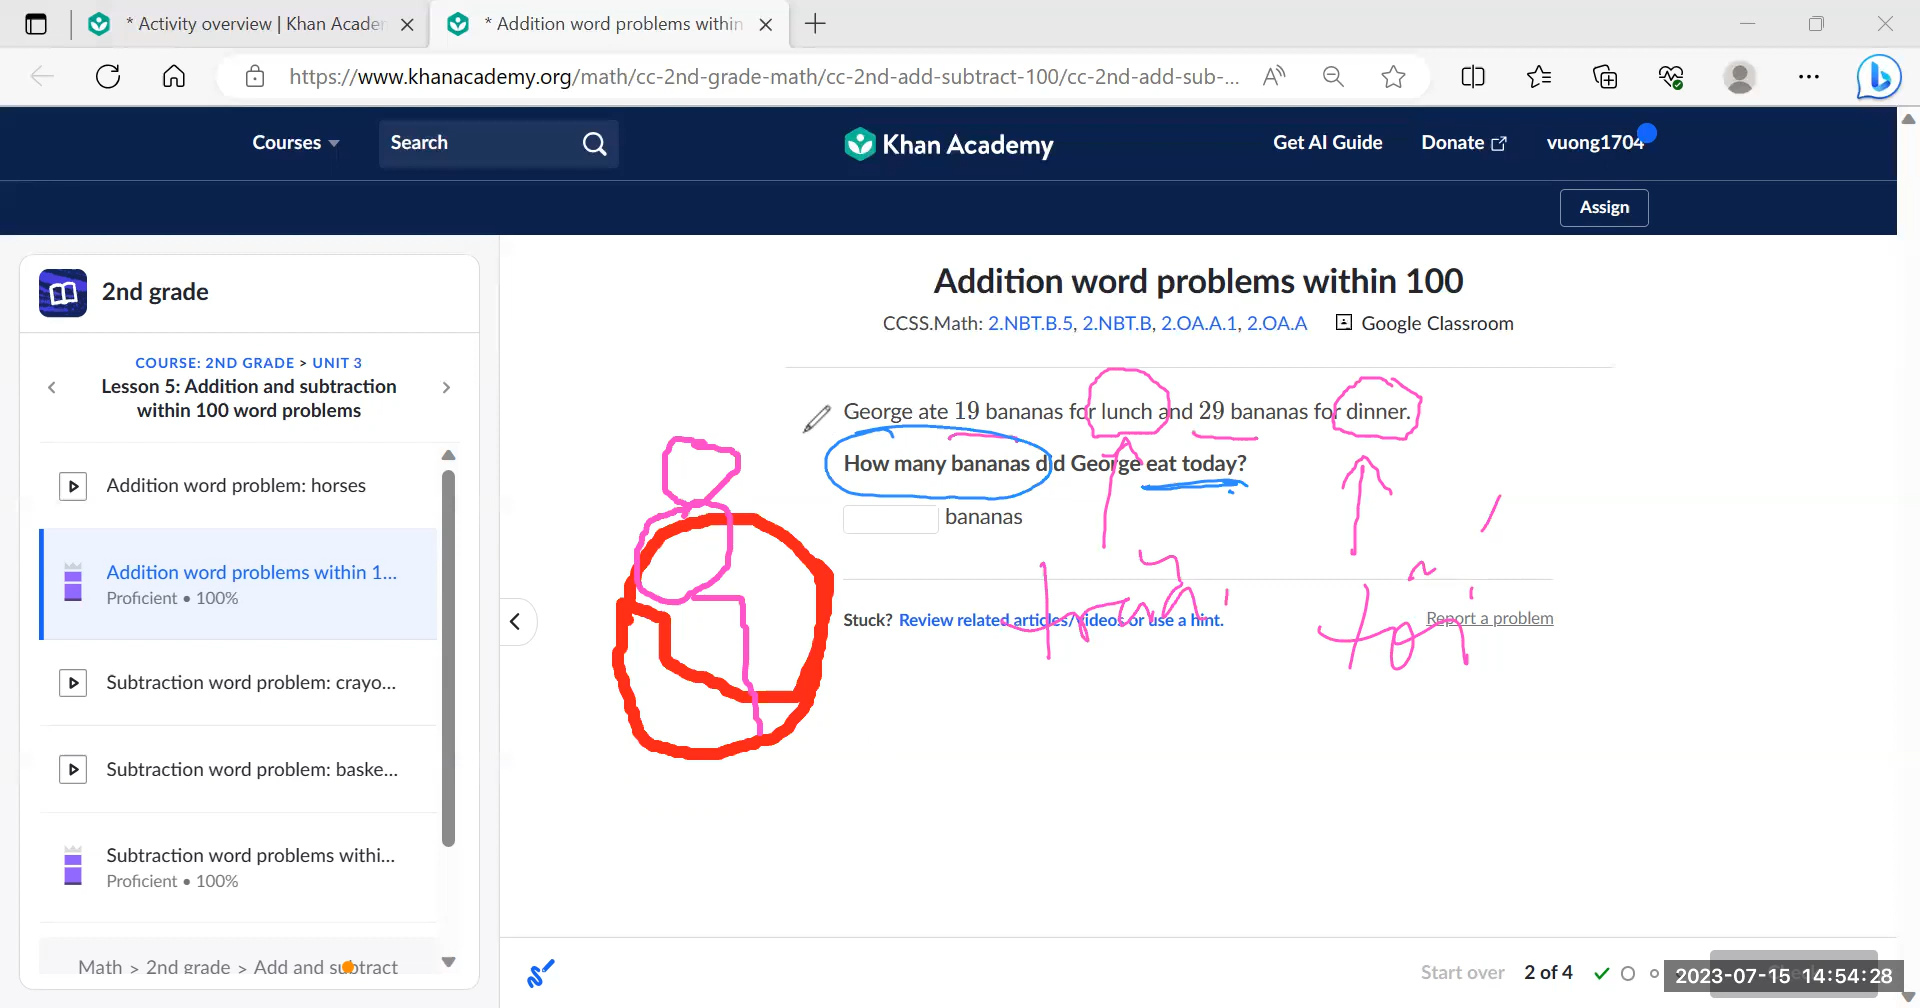 * Activity overview | Khan Acader
* Addition word problems within
https://www.khanacademy.org/math/cc-2nd-grade-math/cc-2nd-add-subtract-100/cc-2nd-add-sub-...
Courses
Search
Khan Academy
Get AI Guide
Donate
vuong1704
Assign
2nd grade
COURSE: 2ND GRADE > UNIT 3
Lesson 5: Addition and subtraction
within 100 word problems
Addition word problem: horses
Addition word problems within 1...
Proficient • 100%
Subtraction word problem: crayo...
Subtraction word problem: baske...
Subtraction word problems withi...
Proficient • 100%
Math > 2nd grade > Add and subtract
Addition word problems within 100
CCSS.Math: 2.NBT.B.5, 2.NBT.B, 2.OA.A.1, 2.OA.A
Google Classroom
George ate 19 bananas for lunch and 29 bananas for dinner.
How many bananas did George eat today?
bananas
Stuck? Review related articles/videos or use a hint.
Report a problem
Start over
2 of 4
2023-07-15 14:54:28